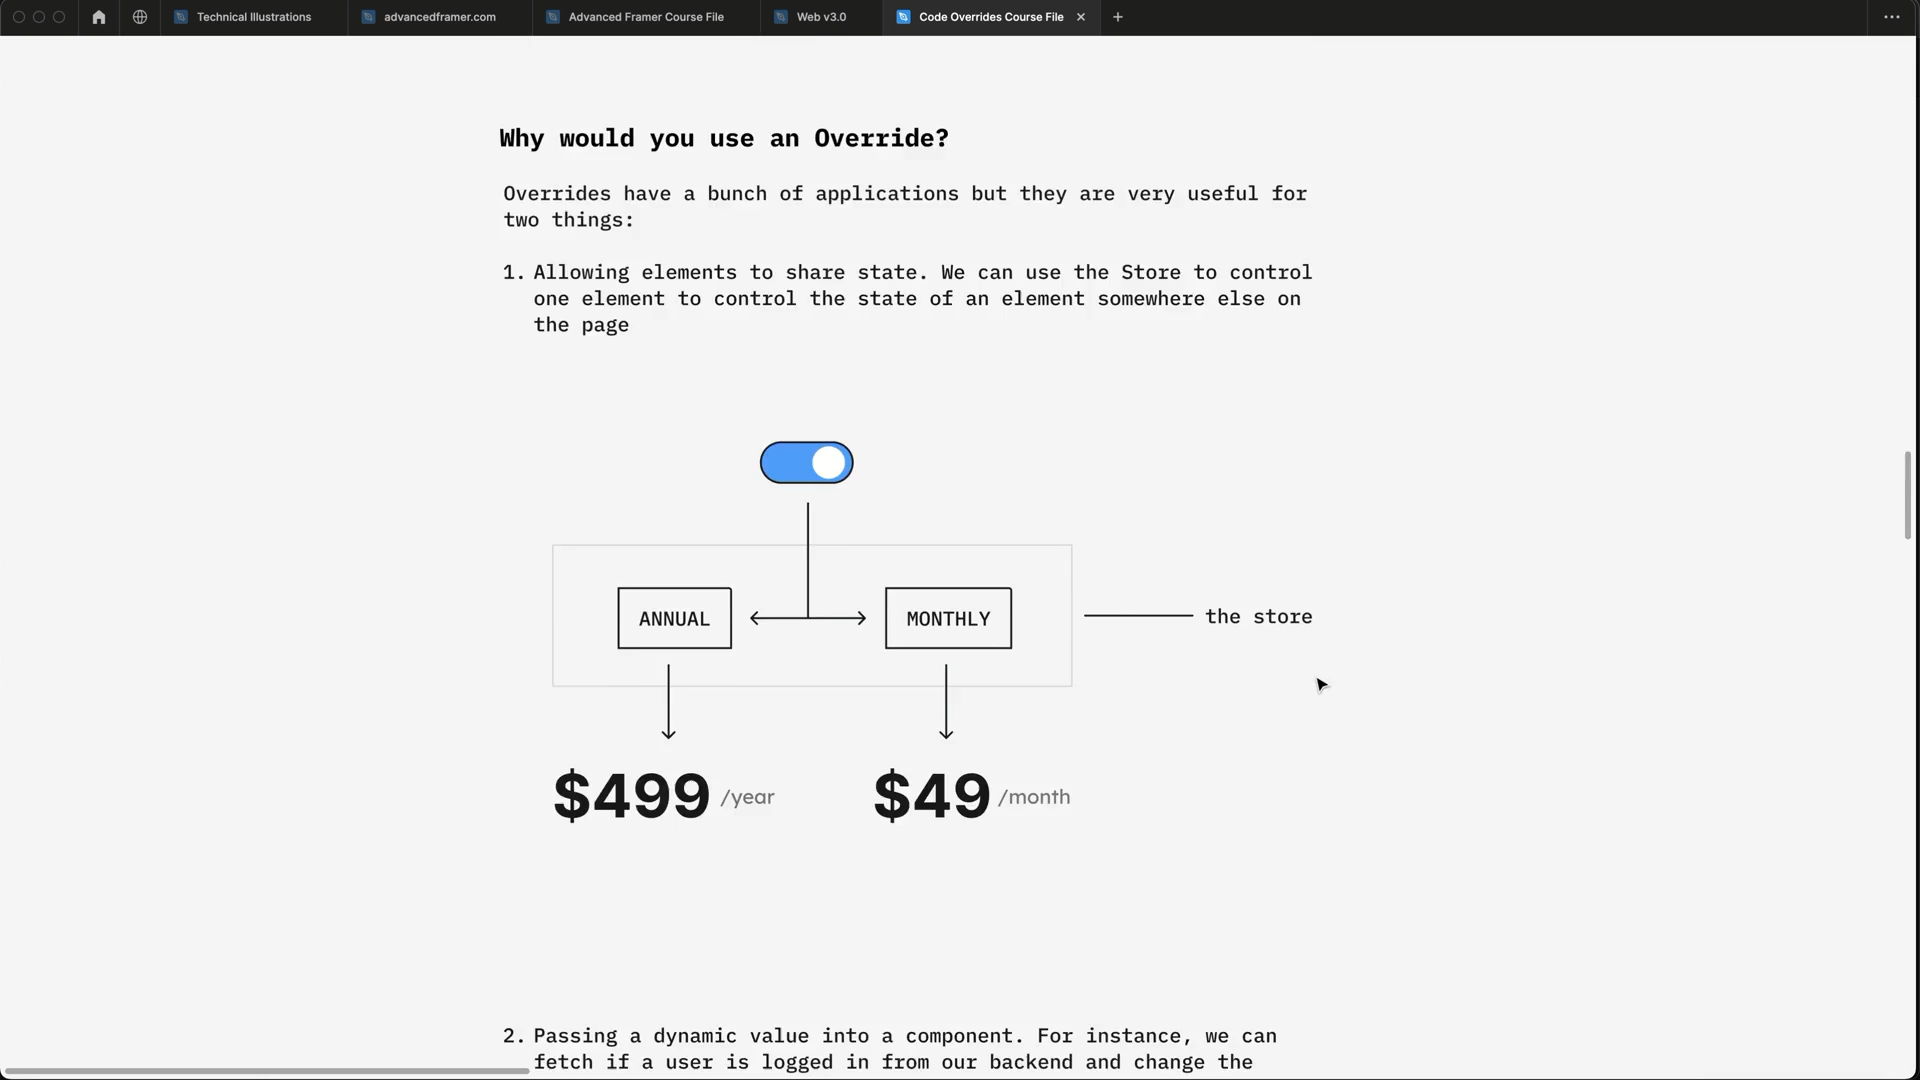 Technical Illustrations
advancedframer.com
Advanced Framer Course File
Web v3.0
Code Overrides Course File
Why would you use an Override?
Overrides have a bunch of applications but they are very useful for
two things:
1. Allowing elements to share state. We can use the Store to control
one element to control the state of an element somewhere else on
the page
ANNUAL
MONTHLY
the store
$499 /year
$49 /month
2. Passing a dynamic value into a component. For instance, we can
fetch if a user is logged in from our backend and change the